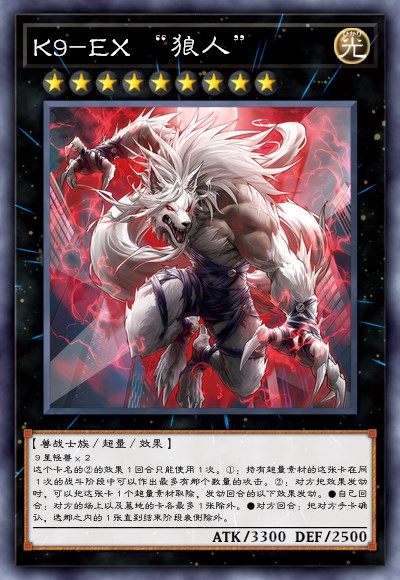 K9-EX “狼人”
光
【兽战士族／超量／效果】
９星怪兽×２
这个卡名的②的效果１回合只能使用１次。①：持有超量素材的这张卡在同
１次的战斗阶段中可以作出最多有那个数量的攻击。②：对方把效果发动
时，可以把这张卡１个超量素材取除，发动回合的以下效果发动。●自己回
合：对方的场上以及墓地的卡各最多１张除外。●对方回合：把对方手卡确
认，选那之内的１张直到结束阶段表侧除外。
ATK/3300 DEF/2500